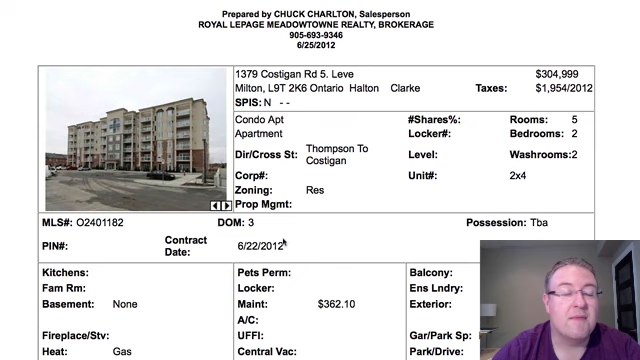 Prepared by CHUCK CHARLTON, Salesperson
ROYAL LEPAGE MEADOWTOWNE REALTY, BROKERAGE
905-693-9346
6/25/2012
1379 Costigan Rd 5. Leve $304,999
Milton, L9T 2K6 Ontario Halton Clarke Taxes: $1,954/2012
SPIS: N - -
Condo Apt #Shares%: Rooms: 5
Apartment Locker#: Bedrooms: 2
Dir/Cross St: Thompson To Costigan Level: Washrooms: 2
Corp#: Unit#: 2x4
Zoning: Res
Prop Mgmt:
MLS#: O2401182 DOM: 3 Possession: Tba
PIN#: Contract Date: 6/22/2012
Kitchens: Pets Perm: Balcony:
Fam Rm: Locker: Ens Lndry:
Basement: None Maint: $362.10 Exterior:
A/C:
Fireplace/Stv: UFFI: Gar/Park Sp:
Heat: Gas Central Vac: Park/Drive: